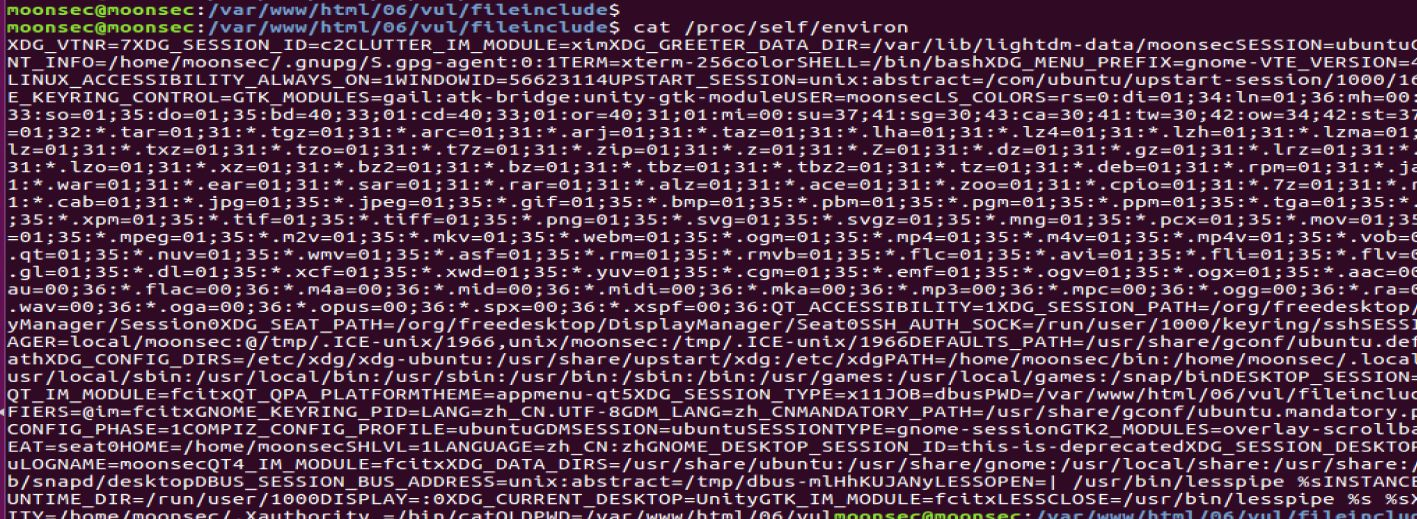 moonsec@moonsec:/var/www/html/06/vul/fileinclude$
moonsec@moonsec:/var/www/html/06/vul/fileinclude$ cat /proc/self/environ
XDG_VTNR=7XDG_SESSION_ID=c2CLUTTER_IM_MODULE=ximXDG_GREETER_DATA_DIR=/var/lib/lightdm-data/moonsecSESSION=ubuntuG
NT_INFO=/home/moonsec/.gnupg/S.gpg-agent:0:1TERM=xterm-256colorSHELL=/bin/bashXDG_MENU_PREFIX=gnome-VTE_VERSION=4
LINUX_ACCESSIBILITY_ALWAYS_ON=1WINDOWID=56623114UPSTART_SESSION=unix:abstract=/com/ubuntu/upstart-session/1000/16
E_KEYRING_CONTROL=GTK_MODULES=gail:atk-bridge:unity-gtk-moduleUSER=moonsecLS_COLORS=rs=0:di=01;34:ln=01;36:mh=00:
33:so=01;35:do=01;35:bd=40;33;01:cd=40;33;01:or=40;31;01:mi=00:su=37;41:sg=30;43:ca=30;41:tw=30;42:ow=34;42:st=37
=01;32:*.tar=01;31:*.tgz=01;31:*.arc=01;31:*.arj=01;31:*.taz=01;31:*.lha=01;31:*.lz4=01;31:*.lzh=01;31:*.lzma=01
lz=01;31:*.txz=01;31:*.tzo=01;31:*.t7z=01;31:*.zip=01;31:*.z=01;31:*.Z=01;31:*.dz=01;31:*.gz=01;31:*.lrz=01;31:*.
31:*.lzo=01;31:*.xz=01;31:*.bz2=01;31:*.bz=01;31:*.tbz=01;31:*.tbz2=01;31:*.tz=01;31:*.deb=01;31:*.rpm=01;31:*.ja
1:*.war=01;31:*.ear=01;31:*.sar=01;31:*.rar=01;31:*.alz=01;31:*.ace=01;31:*.zoo=01;31:*.cpio=01;31:*.7z=01;31:*.r
1:*.cab=01;31:*.jpg=01;35:*.jpeg=01;35:*.gif=01;35:*.bmp=01;35:*.pbm=01;35:*.pgm=01;35:*.ppm=01;35:*.tga=01;35:*.
;35:*.xpm=01;35:*.tif=01;35:*.tiff=01;35:*.png=01;35:*.svg=01;35:*.svgz=01;35:*.mng=01;35:*.pcx=01;35:*.mov=01;35
=01;35:*.mpeg=01;35:*.m2v=01;35:*.mkv=01;35:*.webm=01;35:*.ogm=01;35:*.mp4=01;35:*.m4v=01;35:*.mp4v=01;35:*.vob=0
.qt=01;35:*.nuv=01;35:*.wmv=01;35:*.asf=01;35:*.rm=01;35:*.rmvb=01;35:*.flc=01;35:*.avi=01;35:*.fli=01;35:*.flv=0
.gl=01;35:*.dl=01;35:*.xcf=01;35:*.xwd=01;35:*.yuv=01;35:*.cgm=01;35:*.emf=01;35:*.ogv=01;35:*.ogx=01;35:*.aac=00
au=00;36:*.flac=00;36:*.m4a=00;36:*.mid=00;36:*.midi=00;36:*.mka=00;36:*.mp3=00;36:*.mpc=00;36:*.ogg=00;36:*.ra=0
.wav=00;36:*.oga=00;36:*.opus=00;36:*.spx=00;36:*.xspf=00;36:QT_ACCESSIBILITY=1XDG_SESSION_PATH=/org/freedesktop/
yManager/Session0XDG_SEAT_PATH=/org/freedesktop/DisplayManager/Seat0SSH_AUTH_SOCK=/run/user/1000/keyring/sshSESSI
AGER=local/moonsec:@/tmp/.ICE-unix/1966,unix/moonsec:/tmp/.ICE-unix/1966DEFAULTS_PATH=/usr/share/gconf/ubuntu.def
athXDG_CONFIG_DIRS=/etc/xdg/xdg-ubuntu:/usr/share/upstart/xdg:/etc/xdgPATH=/home/moonsec/bin:/home/moonsec/.local
usr/local/sbin:/usr/local/bin:/usr/sbin:/usr/bin:/sbin:/bin:/usr/games:/usr/local/games:/snap/binDESKTOP_SESSION=
QT_IM_MODULE=fcitxQT_QPA_PLATFORMTHEME=appmenu-qt5XDG_SESSION_TYPE=x11JOB=dbusPWD=/var/www/html/06/vul/fileinclud
FIERS=@im=fcitxGNOME_KEYRING_PID=LANG=zh_CN.UTF-8GDM_LANG=zh_CNMANDATORY_PATH=/usr/share/gconf/ubuntu.mandatory.p
CONFIG_PHASE=1COMPIZ_CONFIG_PROFILE=ubuntuGDMSESSION=ubuntuSESSIONTYPE=gnome-sessionGTK2_MODULES=overlay-scrollba
EAT=seat0HOME=/home/moonsecSHLVL=1LANGUAGE=zh_CN:zhGNOME_DESKTOP_SESSION_ID=this-is-deprecatedXDG_SESSION_DESKTOP
uLOGNAME=moonsecQT4_IM_MODULE=fcitxXDG_DATA_DIRS=/usr/share/ubuntu:/usr/share/gnome:/usr/local/share:/usr/share:/
b/snapd/desktopDBUS_SESSION_BUS_ADDRESS=unix:abstract=/tmp/dbus-mlHhKUJANyLESSOPEN=| /usr/bin/lesspipe %sINSTANCE
UNTIME_DIR=/run/user/1000DISPLAY=:0XDG_CURRENT_DESKTOP=UnityGTK_IM_MODULE=fcitxLESSCLOSE=/usr/bin/lesspipe %s %sX
ITY=/home/moonsec/.Xauthority_=/bin/catOLDPWD=/var/www/html/06/vulmoonsec@moonsec:/var/www/html/06/vul/fileinclud